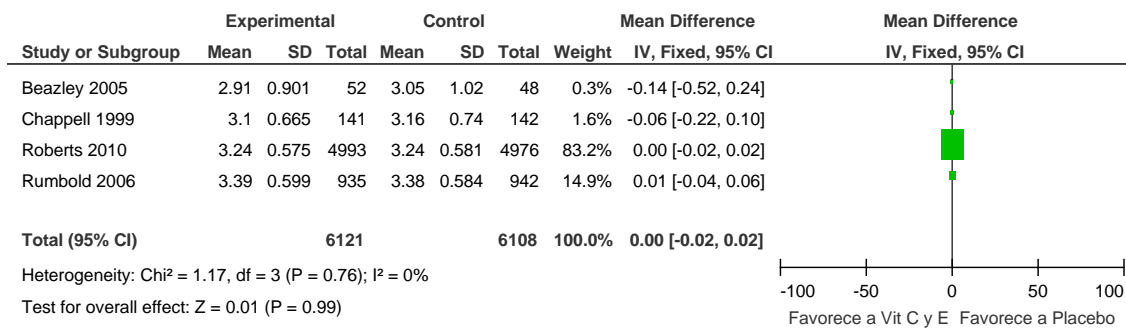 Experimental Control Mean Difference Mean Difference
Study or Subgroup Mean SD Total Mean SD Total Weight IV, Fixed, 95% CI IV, Fixed, 95% CI
Beazley 2005 2.91 0.901 52 3.05 1.02 48 0.3% -0.14 [-0.52, 0.24]
Chappell 1999 3.1 0.665 141 3.16 0.74 142 1.6% -0.06 [-0.22, 0.10]
Roberts 2010 3.24 0.575 4993 3.24 0.581 4976 83.2% 0.00 [-0.02, 0.02]
Rumbold 2006 3.39 0.599 935 3.38 0.584 942 14.9% 0.01 [-0.04, 0.06]
Total (95% CI) 6121 6108 100.0% 0.00 [-0.02, 0.02]
Heterogeneity: Chi² = 1.17, df = 3 (P = 0.76); I² = 0%
Test for overall effect: Z = 0.01 (P = 0.99)
-100 -50 0 50 100
Favorece a Vit C y E Favorece a Placebo